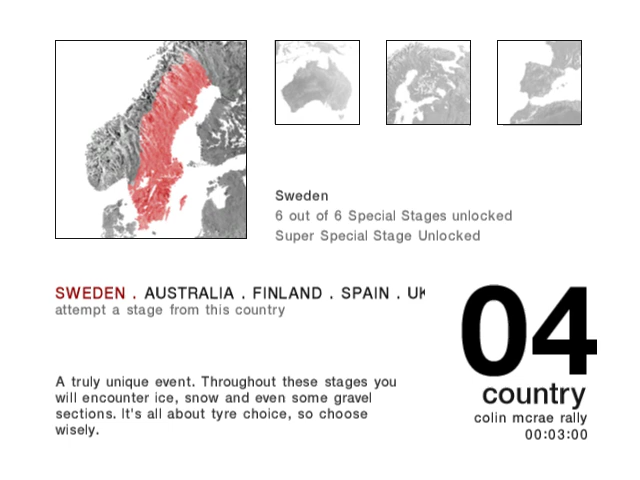 Sweden
6 out of 6 Special Stages unlocked
Super Special Stage Unlocked
SWEDEN . AUSTRALIA . FINLAND . SPAIN . UK
attempt a stage from this country
04
country
colin mcrae rally
00:03:00
A truly unique event. Throughout these stages you
will encounter ice, snow and even some gravel
sections. It's all about tyre choice, so choose
wisely.